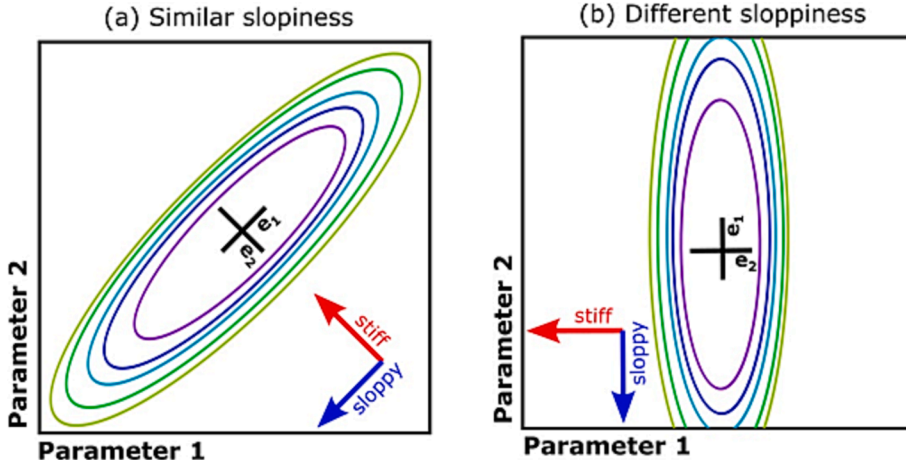 (a) Similar slopiness
(b) Different sloppiness
e1
e2
stiff
sloppy
Parameter 2
Parameter 1
e1
e2
stiff
sloppy
Parameter 2
Parameter 1